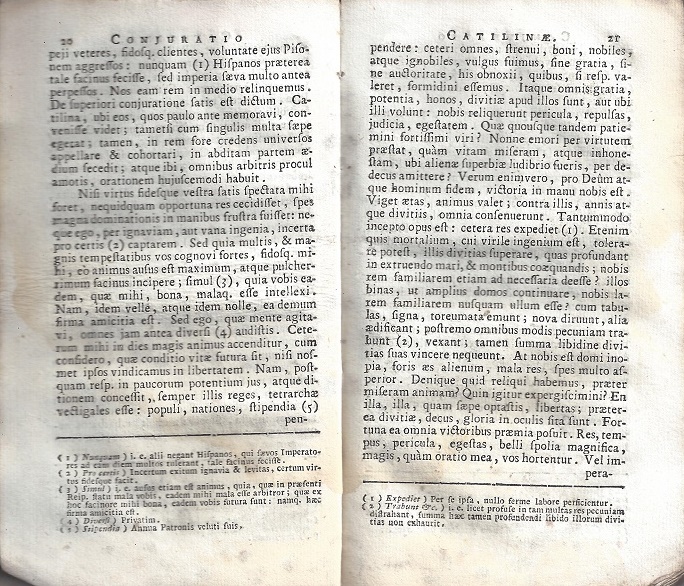 20 CONJURATIO
peji veteres, fidosq. clientes, voluntate ejus Piso-
nem aggressos: nunquam (1) Hispanos præterea
tale facinus fecisse, sed imperia sæva multo antea
perpessos. Nos eam rem in medio relinquemus.
De superiori conjuratione satis est dictum. Ca-
tilina, ubi eos, quos paulo ante memoravi, con-
venisse videt; tametsi cum singulis multa sæpe
egerat; tamen, in rem fore credens universos
appellare & cohortari, in abditam partem æ-
dium secedit; atque ibi, omnibus arbitris procul
amotis, orationem hujuscemodi habuit.
Nisi virtus fidesque vestra satis spectata mihi
foret, nequidquam opportuna res cecidisset, spes
magna dominationis in manibus frustra fuisset: ne-
que ego, per ignaviam, aut vana ingenia, incerta
pro certis (2) captarem. Sed quia multis, & ma-
gnis tempestatibus vos cognovi fortes, fidosq. mi-
hi, eo animus ausus est maximum, atque pulcher-
rimum facinus incipere; simul (3), quia vobis ea-
dem, quæ mihi, bona, malaq. esse intellexi.
Nam, idem velle, atque idem nolle, ea demum
firma amicitia est. Sed ego, quæ mente agita-
vi, omnes jam antea diversi (4) audistis. Cete-
rum mihi in dies magis animus accenditur, cum
confidero, quæ conditio vitæ futura sit, nisi nos-
met ipsos vindicamus in libertatem. Nam, post-
quam resp. in paucorum potentium jus, atque di-
tionem concessit,, semper illis reges, tetrarchæ
vectigales esse: populi, nationes, stipendia (5)
pen-
(1) Nunquam) i. e. alii negant Hispanos, qui sævos Imperato-
res ad eam diem multos tulerant, tale facinus fecisse.
(2) Pro certis) Incertum exitum ignavia & levitas, certum vir-
tus fidesque facit.
(3) Simul) i. e. ausus etiam est animus, quia, quæ in præsenti
Reip. statu mala vobis, eadem mihi mala esse arbitror; quæ ex
hoc facinore mihi bona, eadem vobis futura sunt: namq. hæc
firma amicitia est.
(4) Diversi) Privatim.
(5) Stipendia) Annua Patronis veluti suis.
CATILINÆ. 21
pendere: ceteri omnes, strenui, boni, nobiles,
atque ignobiles, vulgus fuimus, sine gratia, si-
ne auctoritate, his obnoxii, quibus, si resp. va-
leret, formidini essemus. Itaque omnis gratia,
potentia, honos, divitiæ apud illos sunt, aut ubi
illi volunt: nobis reliquerunt pericula, repulsas,
judicia, egestatem. Quæ quousque tandem patie-
mini fortissimi viri? Nonne emori per virtutem
præstat, quàm vitam miseram, atque inhone-
stam, ubi alienæ superbiæ ludibrio fueris, per de-
decus amittere? Verum enimvero, pro Deûm at-
que hominum fidem, victoria in manu nobis est.
Viget ætas, animus valet; contra illis, annis at-
que divitiis, omnia consenuerunt. Tantummodo
incepto opus est: cetera res expediet (1). Etenim
quis mortalium, cui virile ingenium est, tolera-
re potest, illis divitias superare, quas profundant
in extruendo mari, & montibus coæquandis; nobis
rem familiarem etiam ad necessaria deesse? illos
binas, ut amplius domos continuare, nobis la-
rem familiarem nusquam ullum esse? cum tabu-
las, signa, toreumata emunt; nova diruunt, alia
ædificant; postremo omnibus modis pecuniam tra-
hunt (2), vexant; tamen summa libidine divi-
tias suas vincere nequeunt. At nobis est domi ino-
pia, foris æs alienum, mala res, spes multo as-
perior. Denique quid reliqui habemus, præter
miseram animam? Quin igitur expergiscimini? En
illa, illa, quam sæpe optastis, libertas; præter-
ea divitiæ, decus, gloria in oculis sita sunt. For-
tuna ea omnia victoribus præmia posuit. Res, tem-
pus, pericula, egestas, belli spolia magnifica,
magis, quàm oratio mea, vos hortentur. Vel im-
pera-
(1) Expediet) Per se ipsa, nullo ferme labore perficientur.
(2) Trahunt &c.) i. e. licet profuse in tam multas res pecuniam
distrahant, summa hæc tamen profundendi libido illorum divi-
tias non exhaurit.